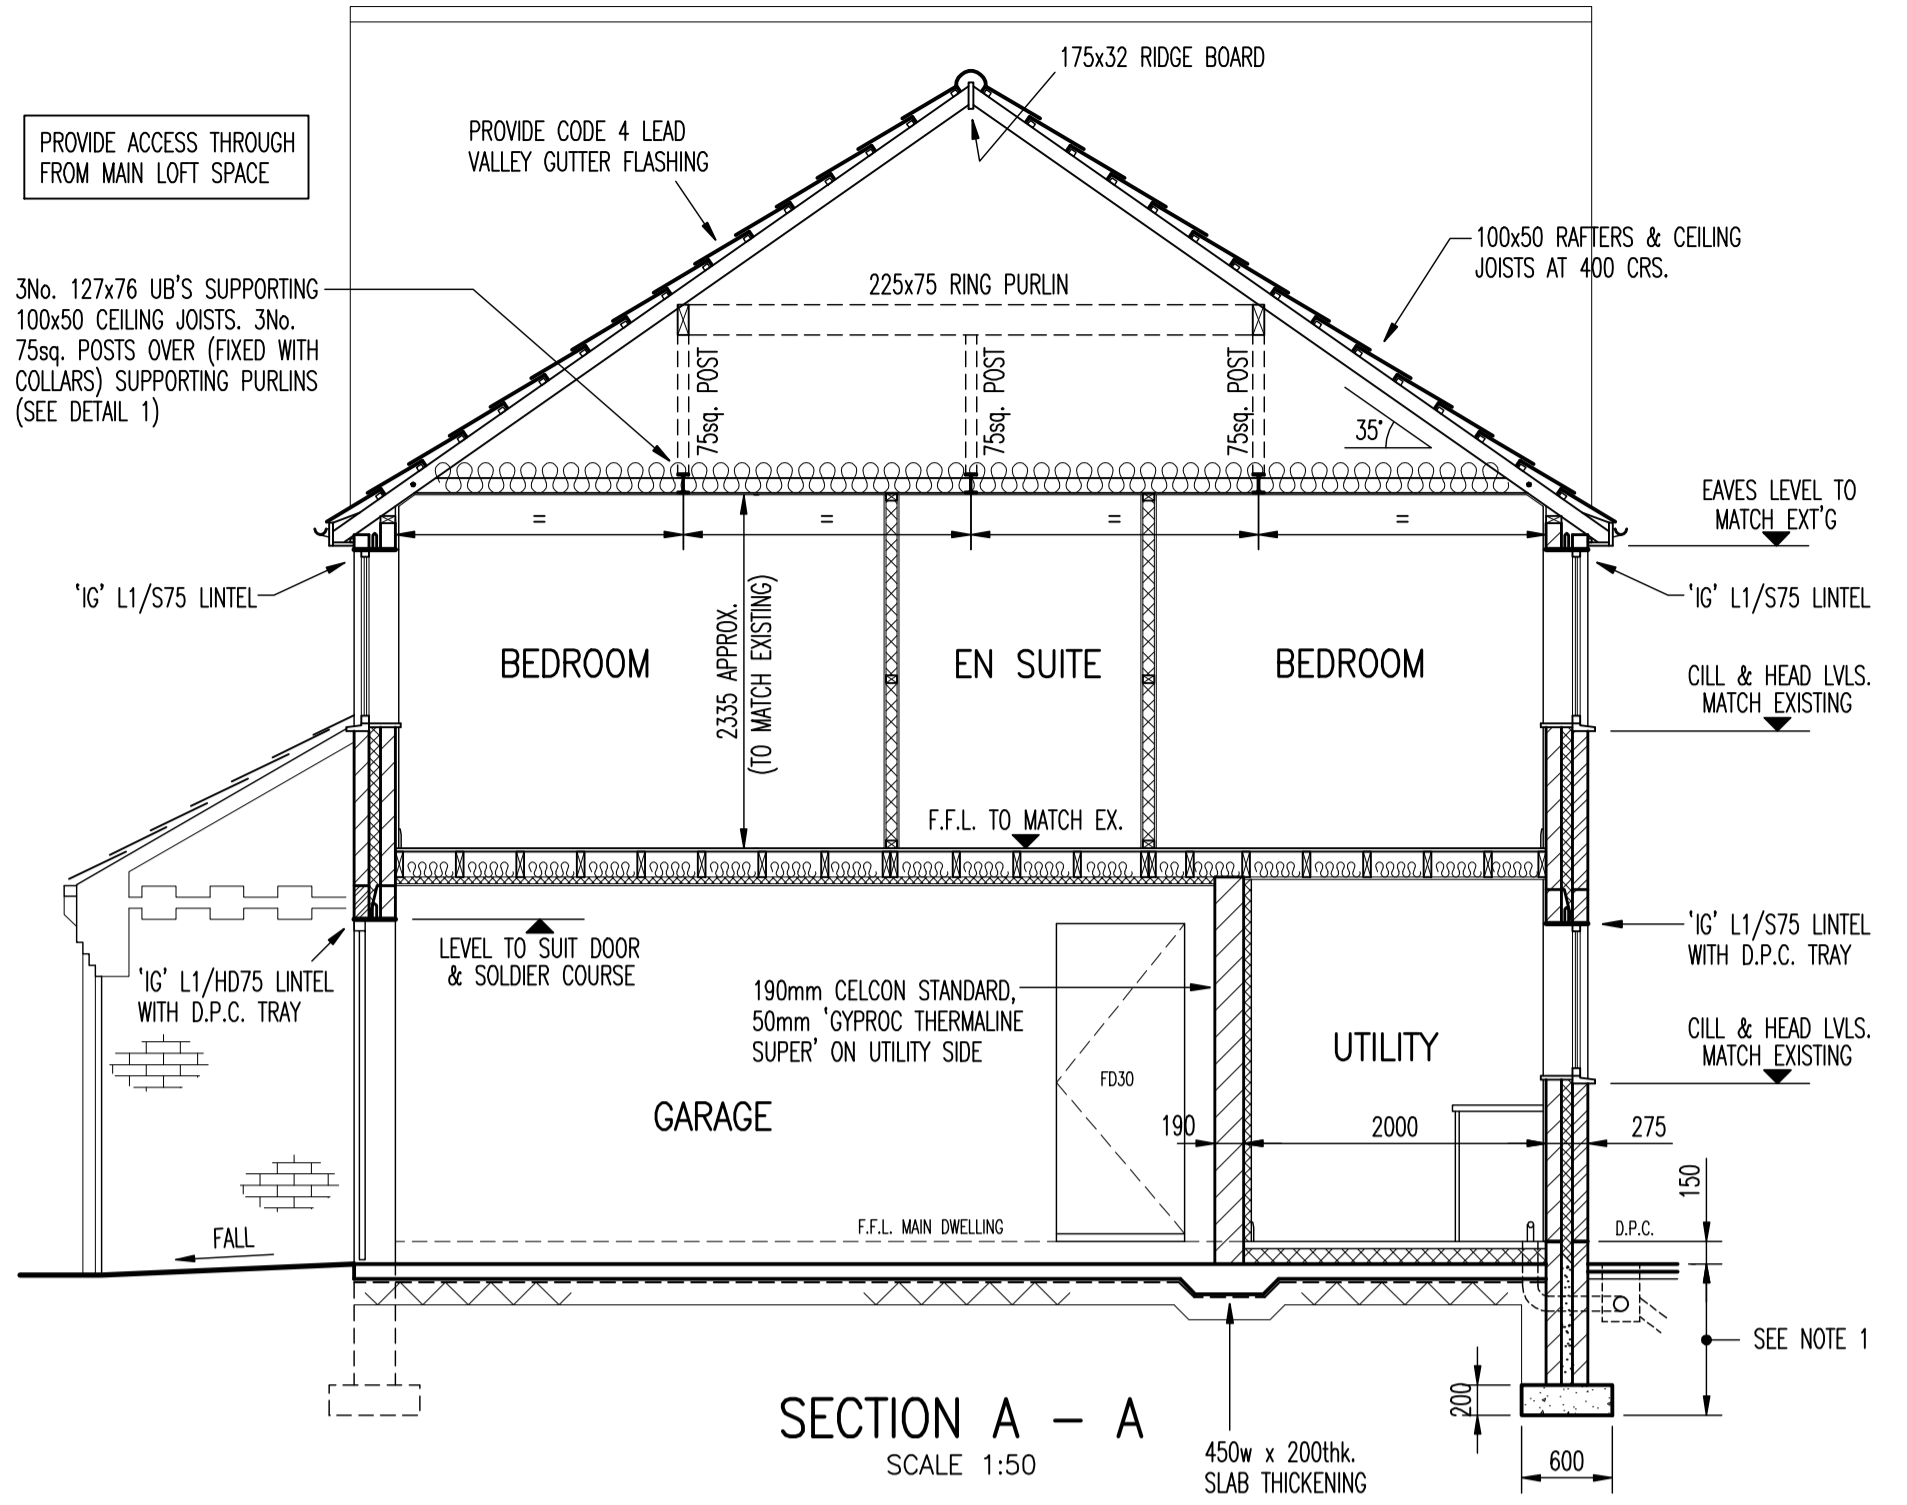 175x32 RIDGE BOARD
PROVIDE ACCESS THROUGH
FROM MAIN LOFT SPACE
PROVIDE CODE 4 LEAD
VALLEY GUTTER FLASHING
100x50 RAFTERS & CEILING
JOISTS AT 400 CRS.
3No. 127x76 UB'S SUPPORTING
100x50 CEILING JOISTS. 3No.
75sq. POSTS OVER (FIXED WITH
COLLARS) SUPPORTING PURLINS
(SEE DETAIL 1)
225x75 RING PURLIN
75sq. POST
75sq. POST
75sq. POST
35°
EAVES LEVEL TO
MATCH EXT'G
=
=
=
=
'IG' L1/S75 LINTEL
'IG' L1/S75 LINTEL
2335 APPROX.
(TO MATCH EXISTING)
BEDROOM
EN SUITE
BEDROOM
CILL & HEAD LVLS.
MATCH EXISTING
F.F.L. TO MATCH EX.
LEVEL TO SUIT DOOR
& SOLDIER COURSE
'IG' L1/HD75 LINTEL
WITH D.P.C. TRAY
'IG' L1/S75 LINTEL
WITH D.P.C. TRAY
190mm CELCON STANDARD,
50mm 'GYPROC THERMALINE
SUPER' ON UTILITY SIDE
FD30
UTILITY
CILL & HEAD LVLS.
MATCH EXISTING
GARAGE
190
2000
275
150
FALL
F.F.L. MAIN DWELLING
D.P.C.
SEE NOTE 1
200
600
SECTION A - A
SCALE 1:50
450w x 200thk.
SLAB THICKENING